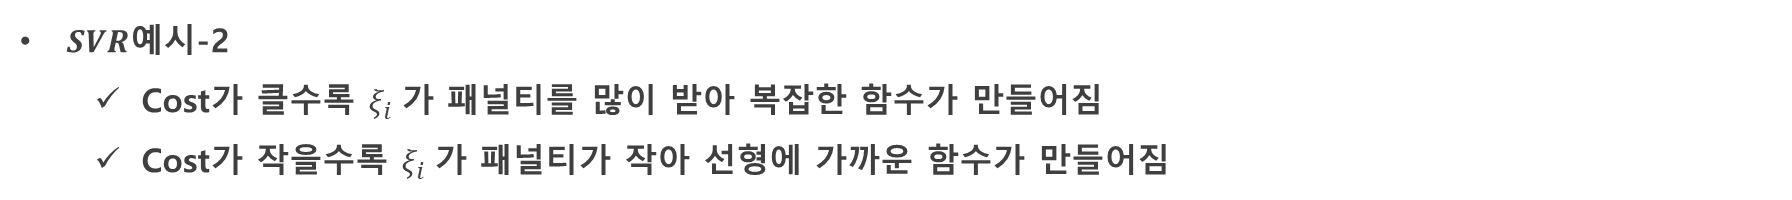 • SVR예시-2
✓ Cost가 클수록 ξᵢ 가 패널티를 많이 받아 복잡한 함수가 만들어짐
✓ Cost가 작을수록 ξᵢ 가 패널티가 작아 선형에 가까운 함수가 만들어짐